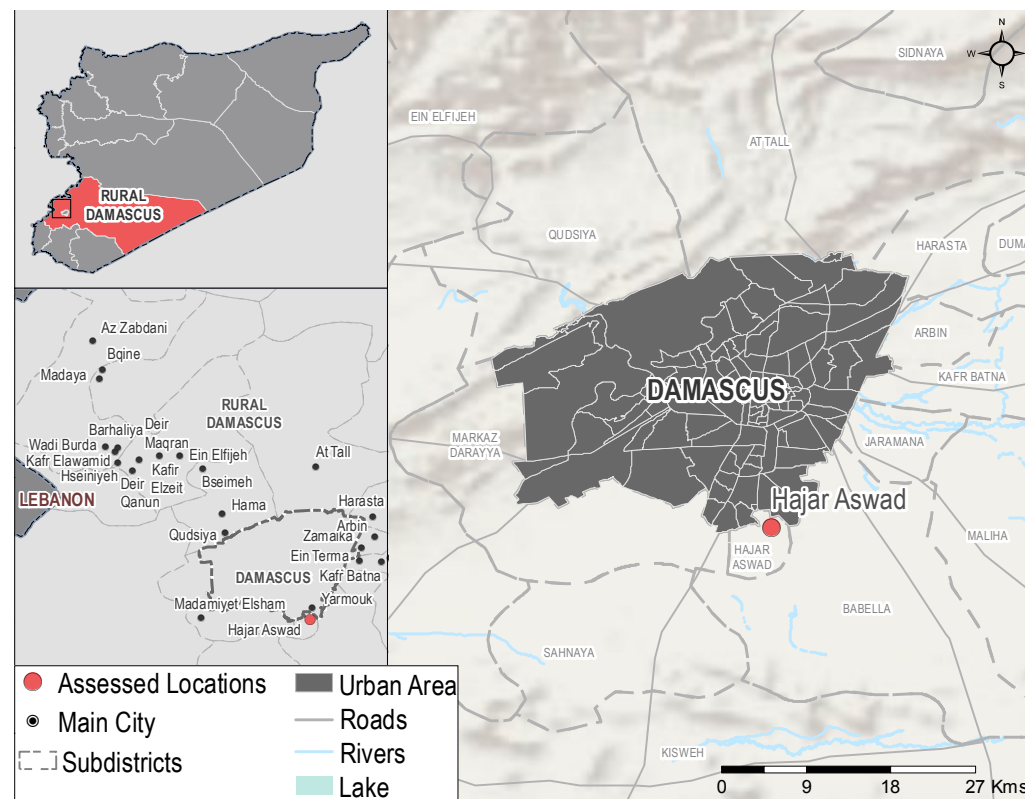 RURAL
DAMASCUS
Az Zabdani
Bqine
Madaya
RURAL
DAMASCUS
Barhaliya
Deir
Maqran
Wadi Burda
Kafr Elawamid
Hseiniyeh
Deir
Qanun
Kafir
Elzeit
Ein Elfijeh
Bseimeh
At Tall
LEBANON
Hama
Harasta
Qudsiya
Arbin
Zamalka
Ein Terma
DAMASCUS
Kafr Batna
Madamiyet Elsham
Yarmouk
Hajar Aswad
Assessed Locations
Main City
Subdistricts
Urban Area
Roads
Rivers
Lake
N
W
S
SIDNAYA
EIN ELFIJEH
AT TALL
QUDSIYA
HARASTA
DUMA
ARBIN
KAFR BATNA
DAMASCUS
MARKAZ
DARAYYA
JARAMANA
Hajar Aswad
MALIHA
HAJAR
ASWAD
BABELLA
SAHNAYA
KISWEH
0 9 18 27 Kms